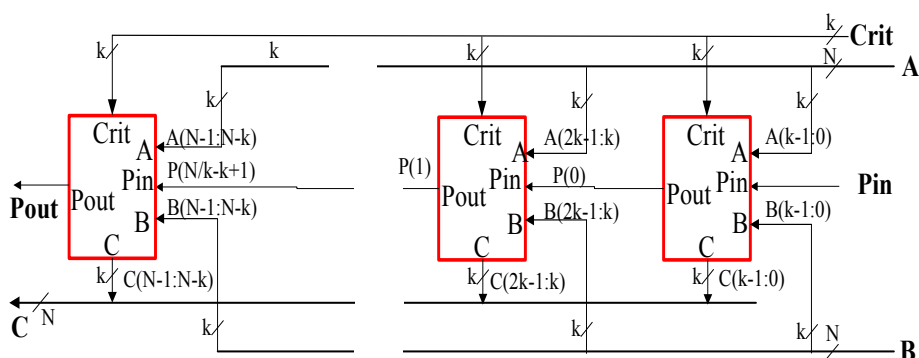 k Crit
k k k
k N A
k k k
Crit Crit Crit
A A(N-1:N-k) A A(2k-1:k) A A(k-1:0)
P(N/k-k+1) P(1) P(0)
Pout Pout Pin Pout Pin Pout Pin Pin
B(N-1:N-k) B(2k-1:k) B(k-1:0)
B B B
C C C
k C(N-1:N-k) k C(2k-1:k) k C(k-1:0)
C N
k k k N
B